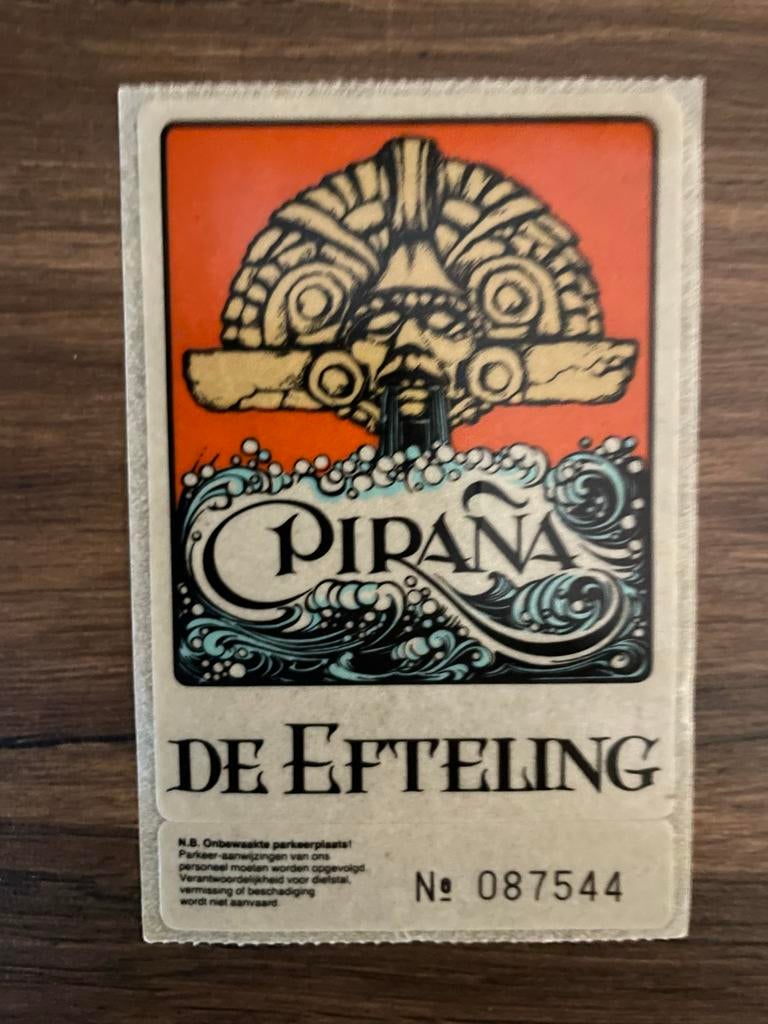 PIRAÑA
DE EFTELING
N.B. Onbewaakte parkeerplaats!
Parkeer-aanwijzingen van ons
personeel moeten worden opgevolgd.
Verantwoordelijkheid voor diefstal,
vermissing of beschadiging
wordt niet aanvaard.
Nº 087544